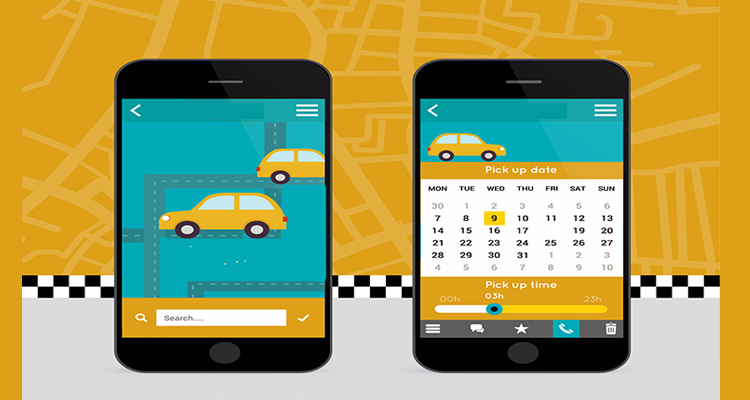 Search....
Pick up date
MON TUE WED THU FRI SAT SUN
30 1 2 3 4 5 6
7 8 9 10 11 12 13
14 15 16 17 19 20
21 22 23 24 25 26 27
28 29 30 31 1 2 3
4 5 6 7 8 9 10
Pick up time
00h 03h 23h